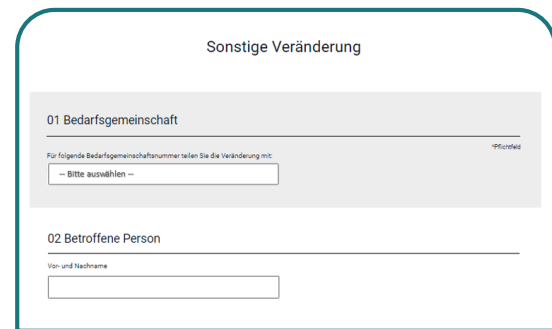 Sonstige Veränderung
01 Bedarfsgemeinschaft
*Pflichtfeld
Für folgende Bedarfsgemeinschaftsnummer teilen Sie die Veränderung mit:
-- Bitte auswählen --
02 Betroffene Person
Vor- und Nachname